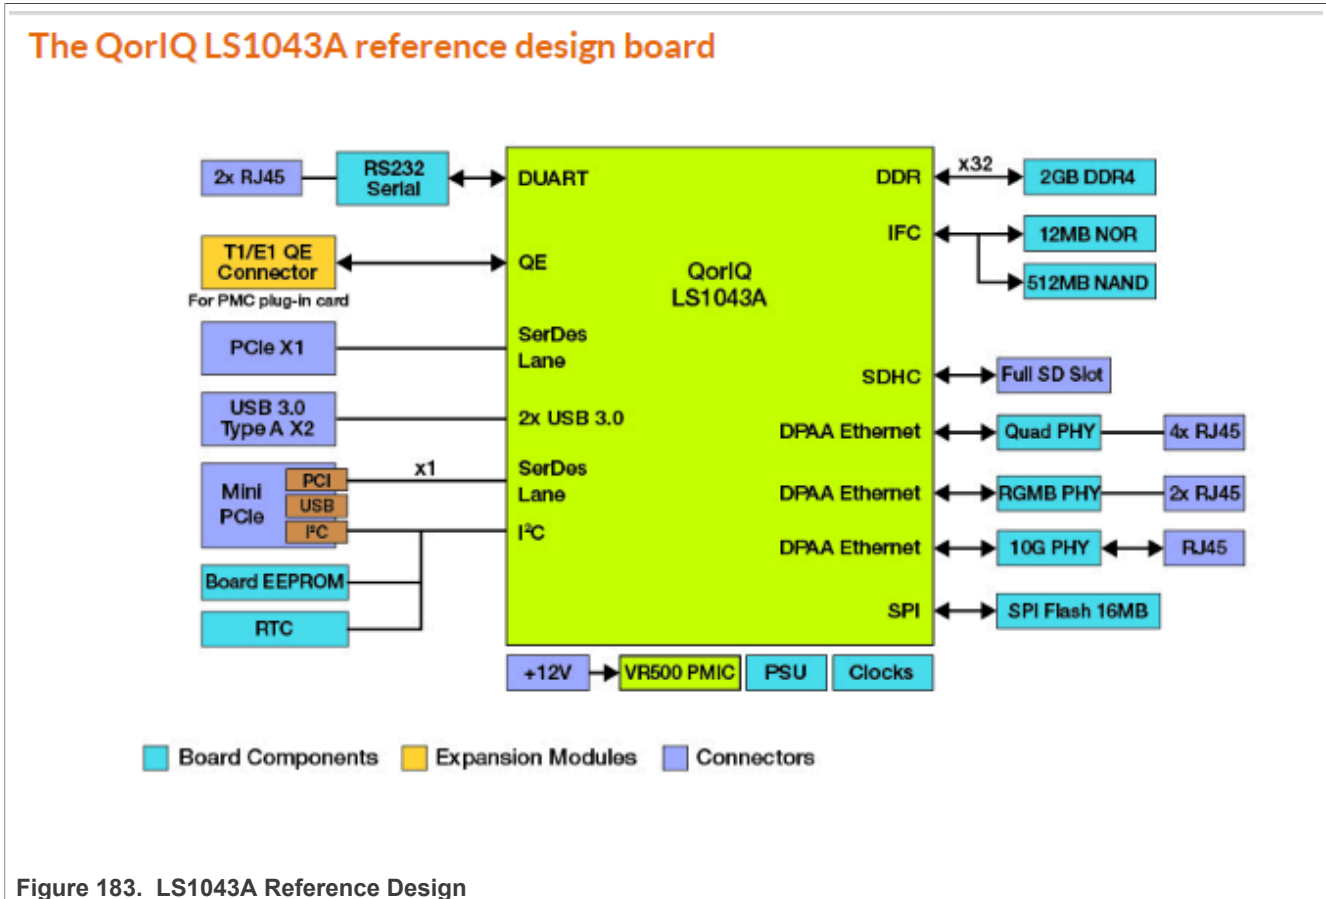 The QorIQ LS1043A reference design board
2x RJ45
RS232
Serial
DUART
T1/E1 QE
Connector
For PMC plug-in card
QE
PCIe X1
SerDes
Lane
USB 3.0
Type A X2
2x USB 3.0
Mini
PCIe
PCI
USB
I²C
x1
SerDes
Lane
I²C
Board EEPROM
RTC
QorIQ
LS1043A
DDR
x32
2GB DDR4
IFC
12MB NOR
512MB NAND
SDHC
Full SD Slot
DPAA Ethernet
Quad PHY
4x RJ45
DPAA Ethernet
RGMB PHY
2x RJ45
DPAA Ethernet
10G PHY
RJ45
SPI
SPI Flash 16MB
+12V
VR500 PMIC
PSU
Clocks
Board Components
Expansion Modules
Connectors
Figure 183. LS1043A Reference Design